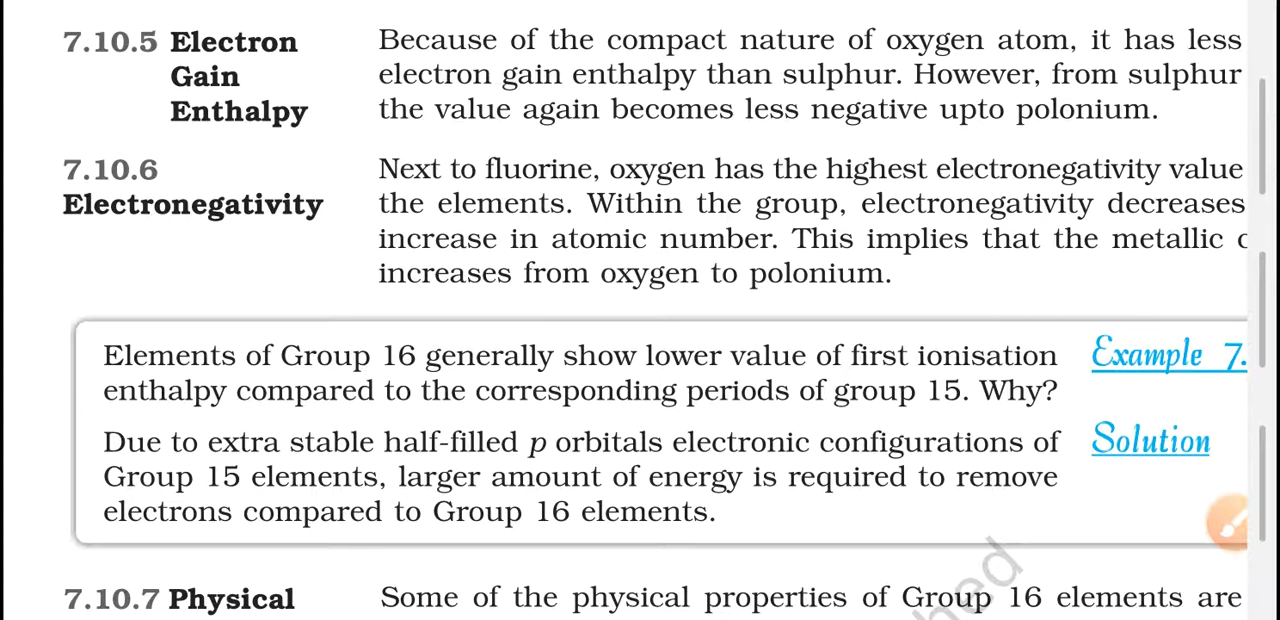 7.10.5 Electron
Gain
Enthalpy
Because of the compact nature of oxygen atom, it has less
electron gain enthalpy than sulphur. However, from sulphur
the value again becomes less negative upto polonium.
7.10.6
Electronegativity
Next to fluorine, oxygen has the highest electronegativity value
the elements. Within the group, electronegativity decreases
increase in atomic number. This implies that the metallic
increases from oxygen to polonium.
Elements of Group 16 generally show lower value of first ionisation
enthalpy compared to the corresponding periods of group 15. Why?
Example 7.
Due to extra stable half-filled p orbitals electronic configurations of
Group 15 elements, larger amount of energy is required to remove
electrons compared to Group 16 elements.
Solution
7.10.7 Physical
Some of the physical properties of Group 16 elements are